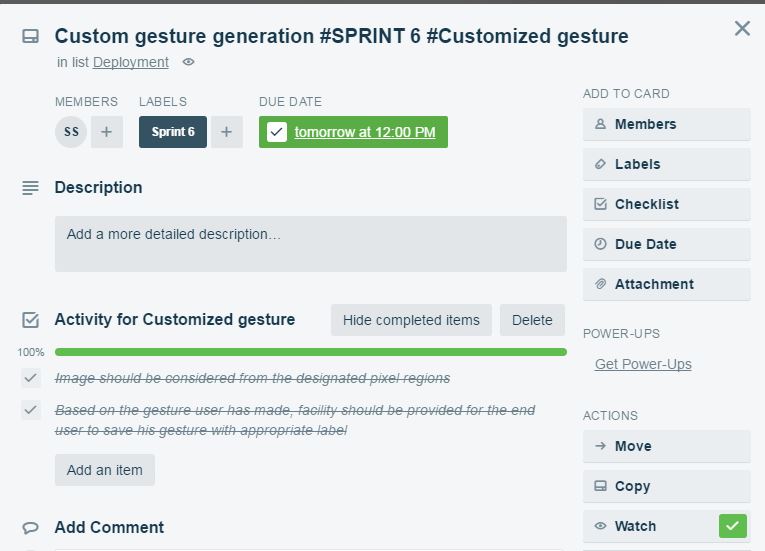 Custom gesture generation #SPRINT 6 #Customized gesture
in list Deployment
MEMBERS LABELS DUE DATE
SS + Sprint 6 + tomorrow at 12:00 PM
Description
Add a more detailed description…
Activity for Customized gesture Hide completed items Delete
100%
Image should be considered from the designated pixel regions
Based on the gesture user has made, facility should be provided for the end
user to save his gesture with appropriate label
Add an item
Add Comment
ADD TO CARD
Members
Labels
Checklist
Due Date
Attachment
POWER-UPS
Get Power-Ups
ACTIONS
Move
Copy
Watch